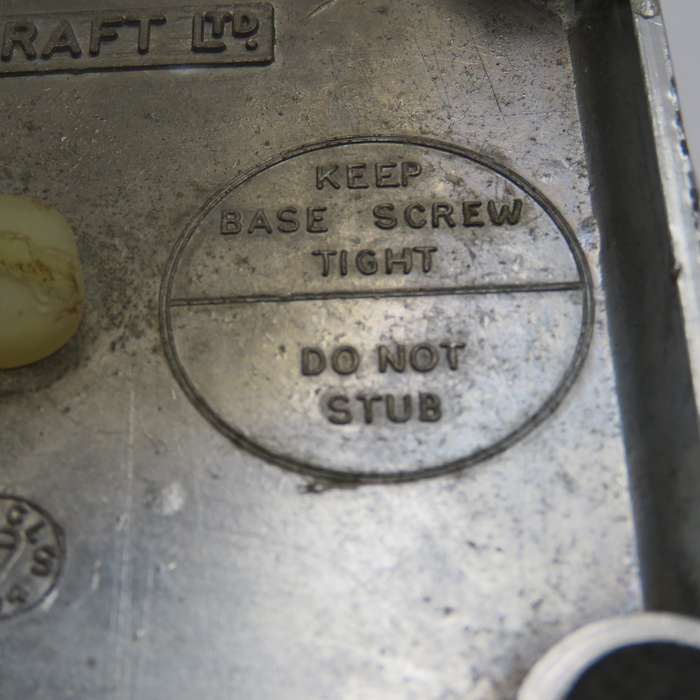 RAFT LTD.
KEEP
BASE SCREW
TIGHT
DO NOT
STUB